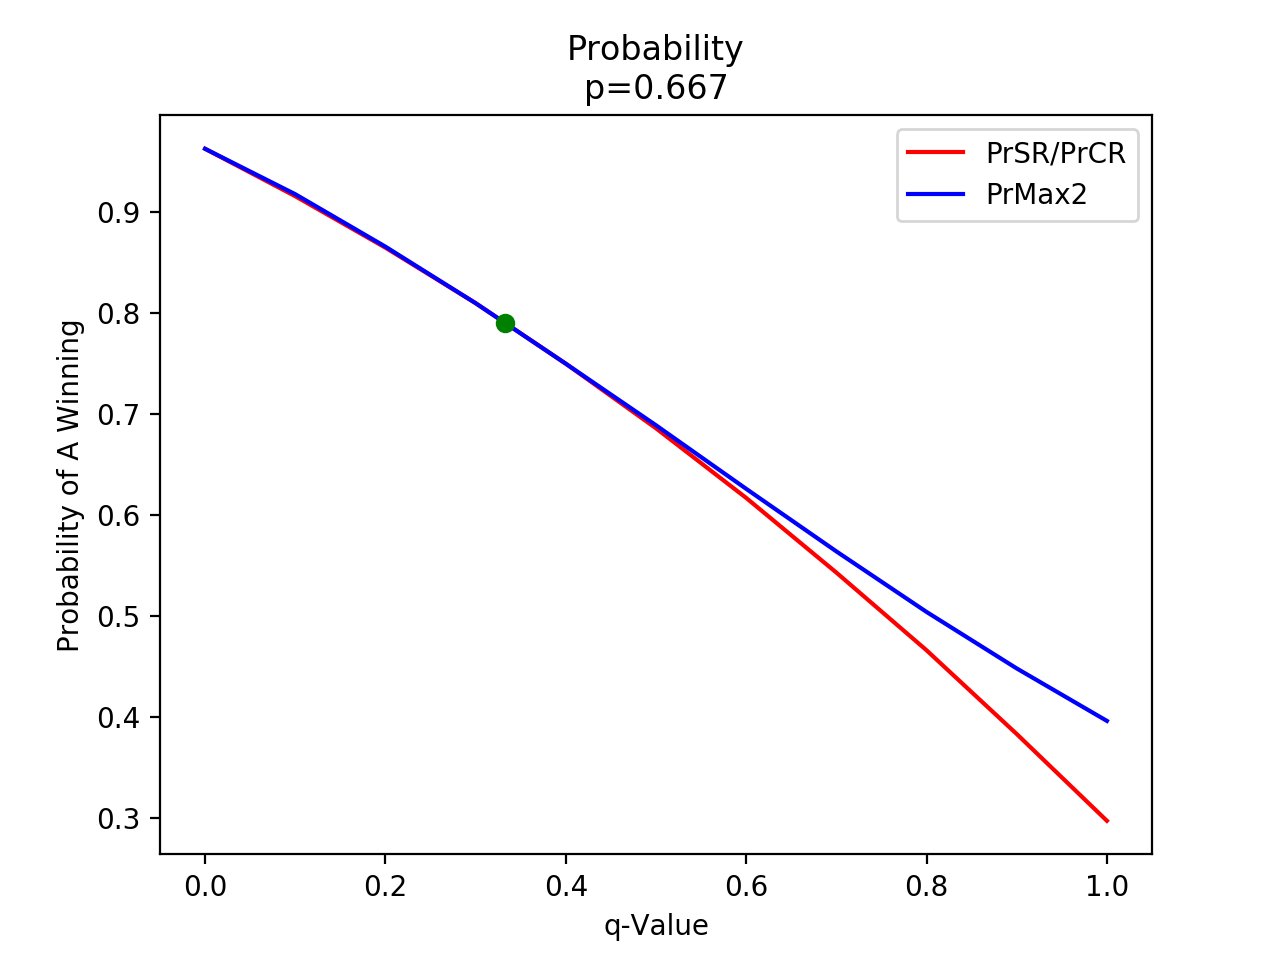 Probability
p=0.667
PrSR/PrCR
PrMax2
Probability of A Winning
0.9
0.8
0.7
0.6
0.5
0.4
0.3
0.0 0.2 0.4 0.6 0.8 1.0
q-Value